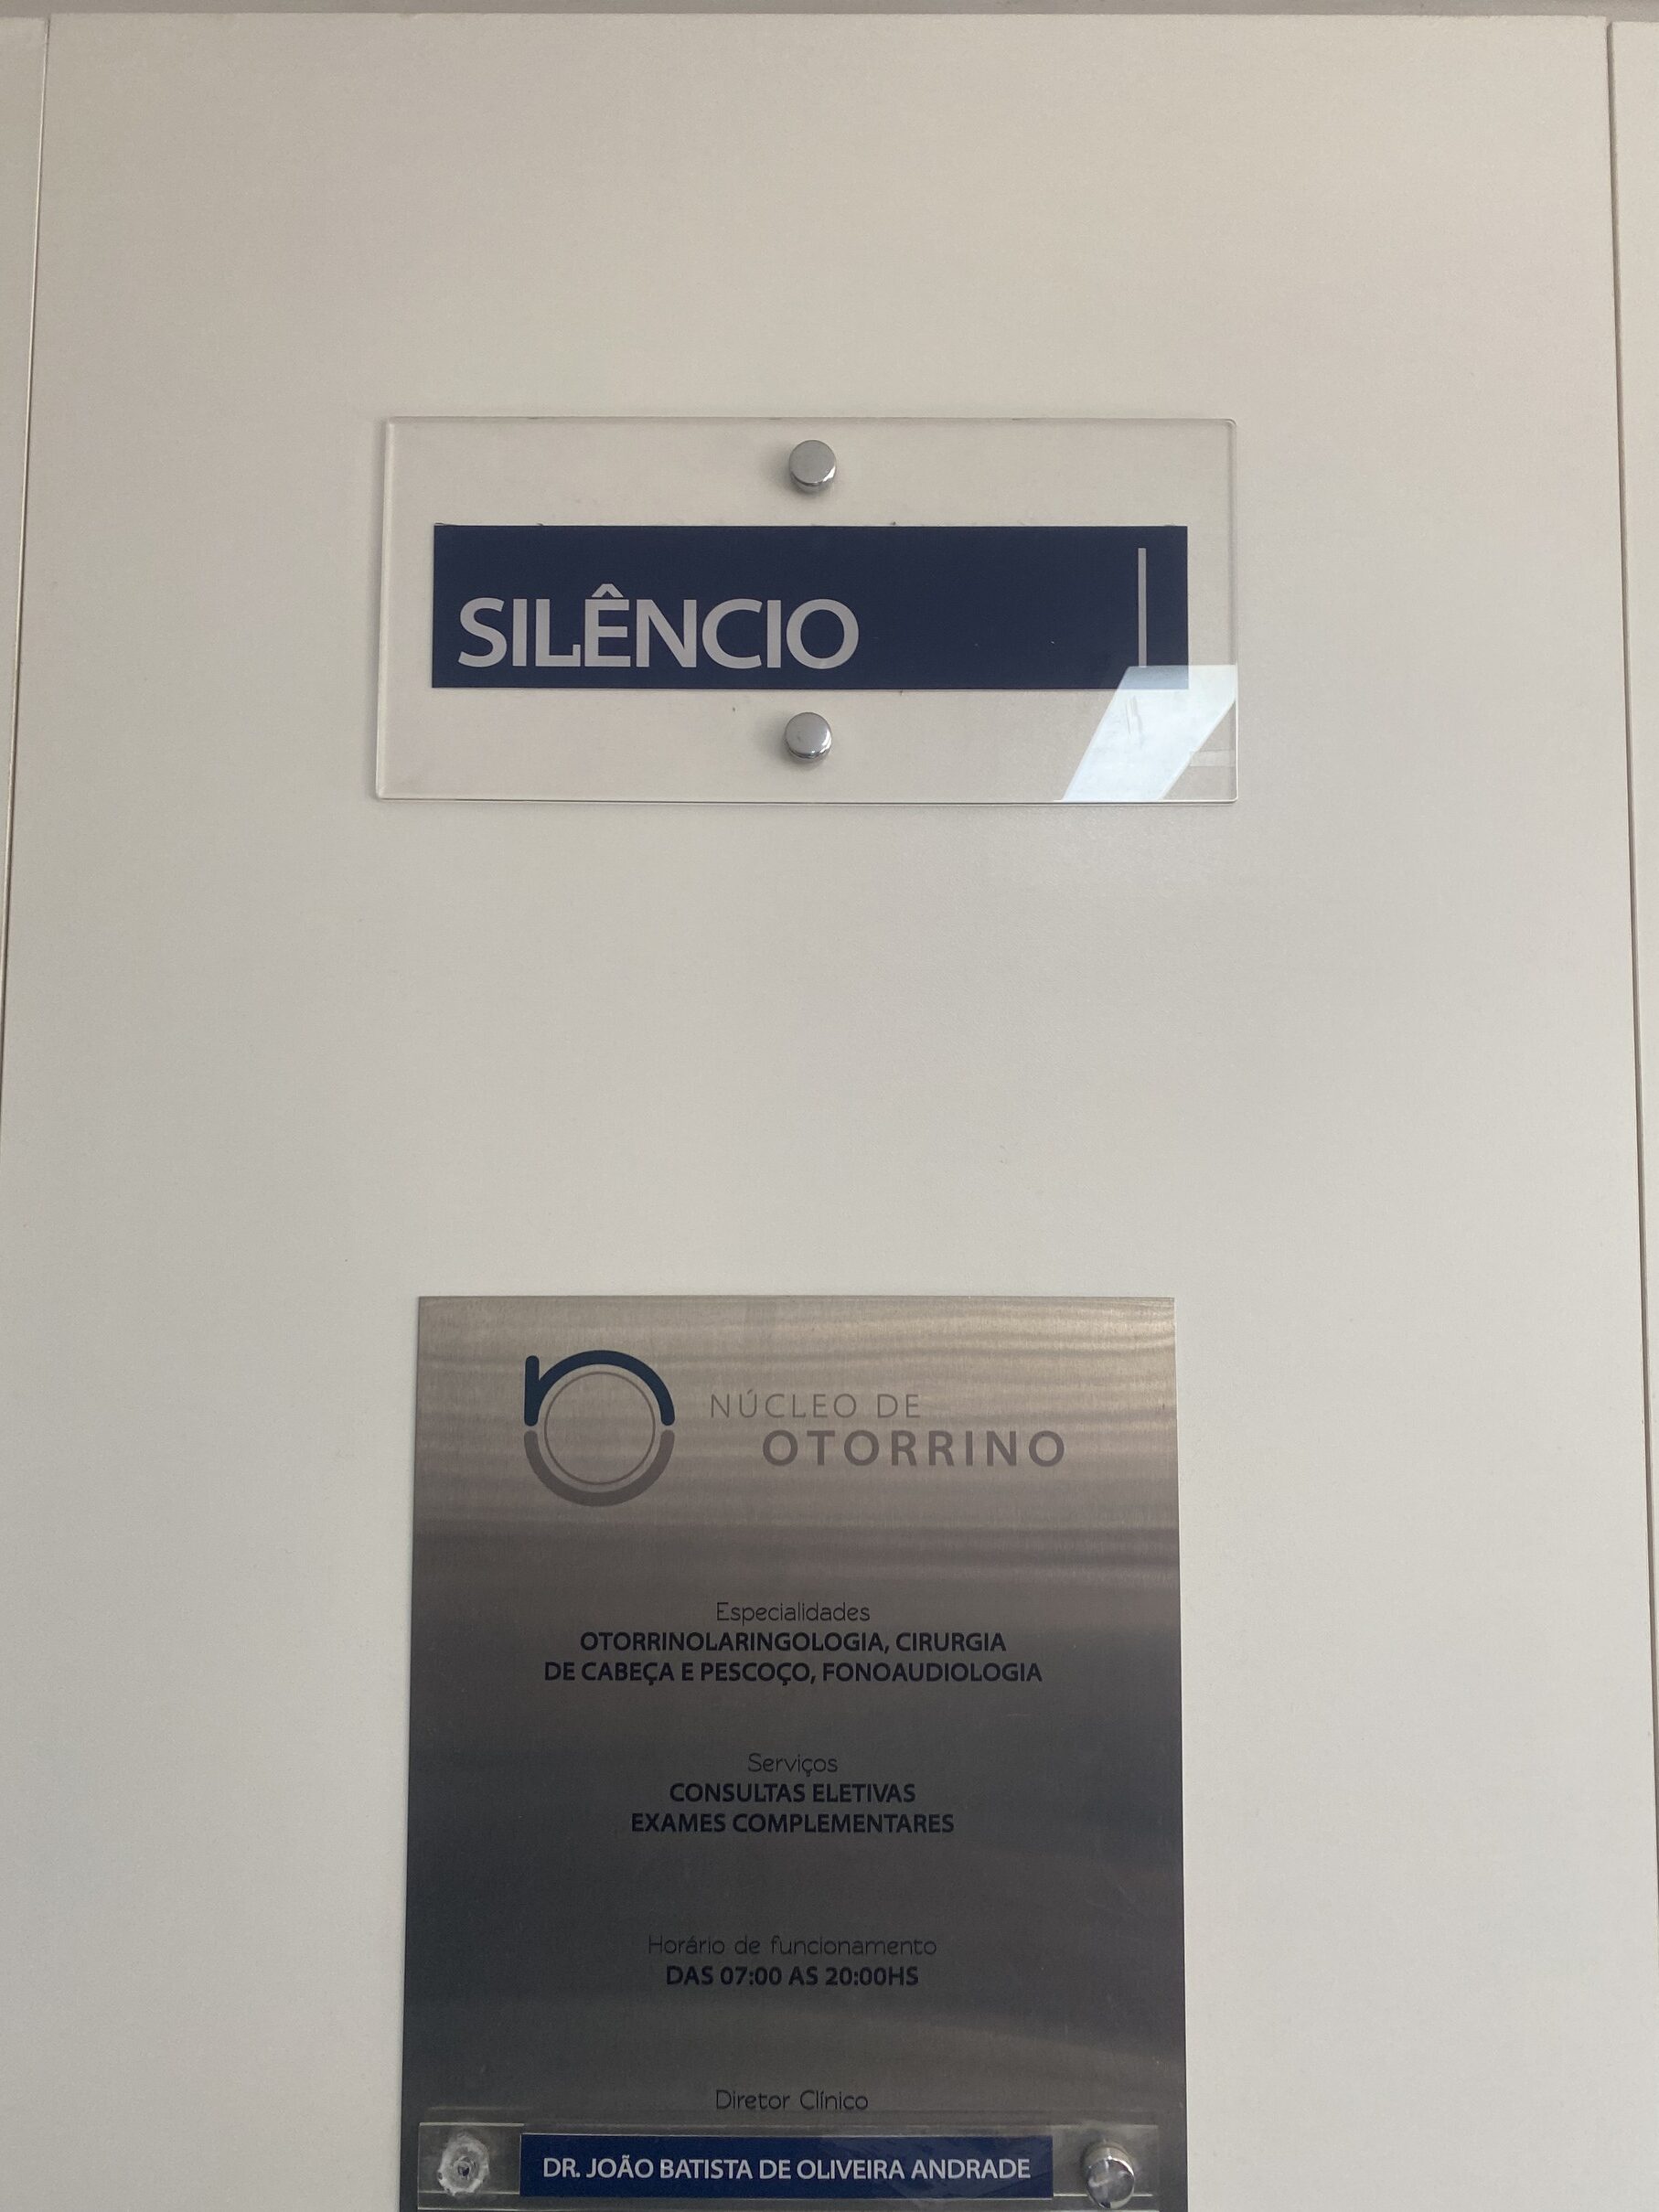 SILÊNCIO
NÚCLEO DE
OTORRINO
Especialidades
OTORRINOLARINGOLOGIA, CIRURGIA
DE CABEÇA E PESCOÇO, FONOAUDIOLOGIA
Serviços
CONSULTAS ELETIVAS
EXAMES COMPLEMENTARES
Horário de funcionamento
DAS 07:00 AS 20:00HS
Diretor Clínico
DR. JOÃO BATISTA DE OLIVEIRA ANDRADE